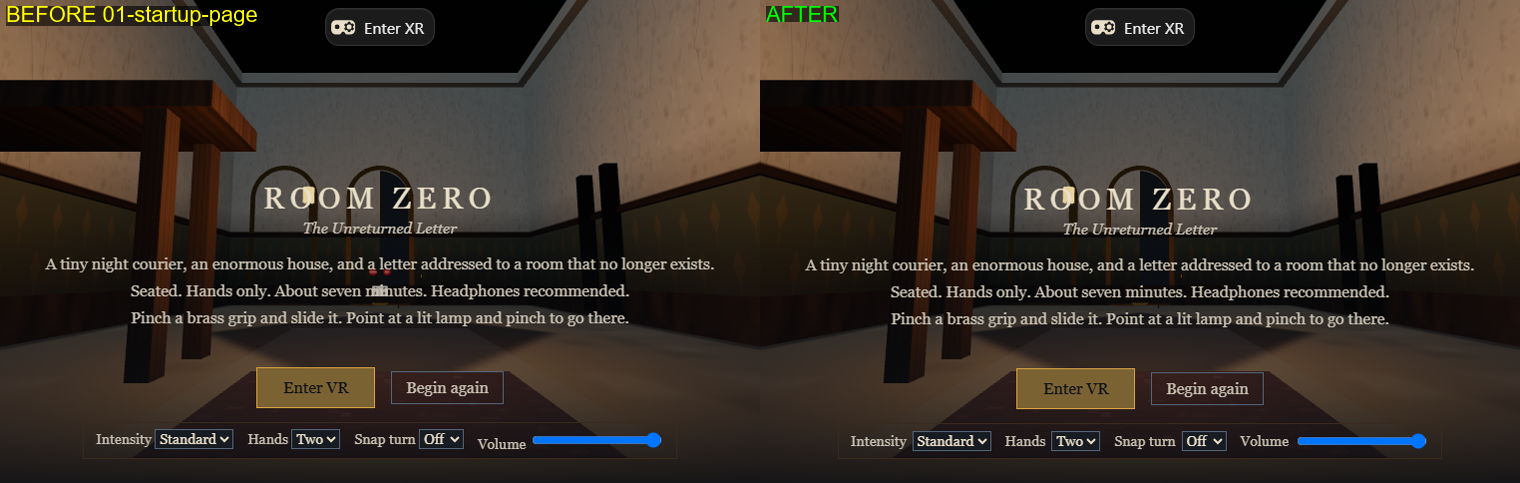 BEFORE 01-startup-page
Enter XR
ROOM ZERO
The Unreturned Letter
A tiny night courier, an enormous house, and a letter addressed to a room that no longer exists.
Seated. Hands only. About seven minutes. Headphones recommended.
Pinch a brass grip and slide it. Point at a lit lamp and pinch to go there.
Enter VR
Begin again
Intensity Standard Hands Two Snap turn Off Volume
AFTER
Enter XR
ROOM ZERO
The Unreturned Letter
A tiny night courier, an enormous house, and a letter addressed to a room that no longer exists.
Seated. Hands only. About seven minutes. Headphones recommended.
Pinch a brass grip and slide it. Point at a lit lamp and pinch to go there.
Enter VR
Begin again
Intensity Standard Hands Two Snap turn Off Volume